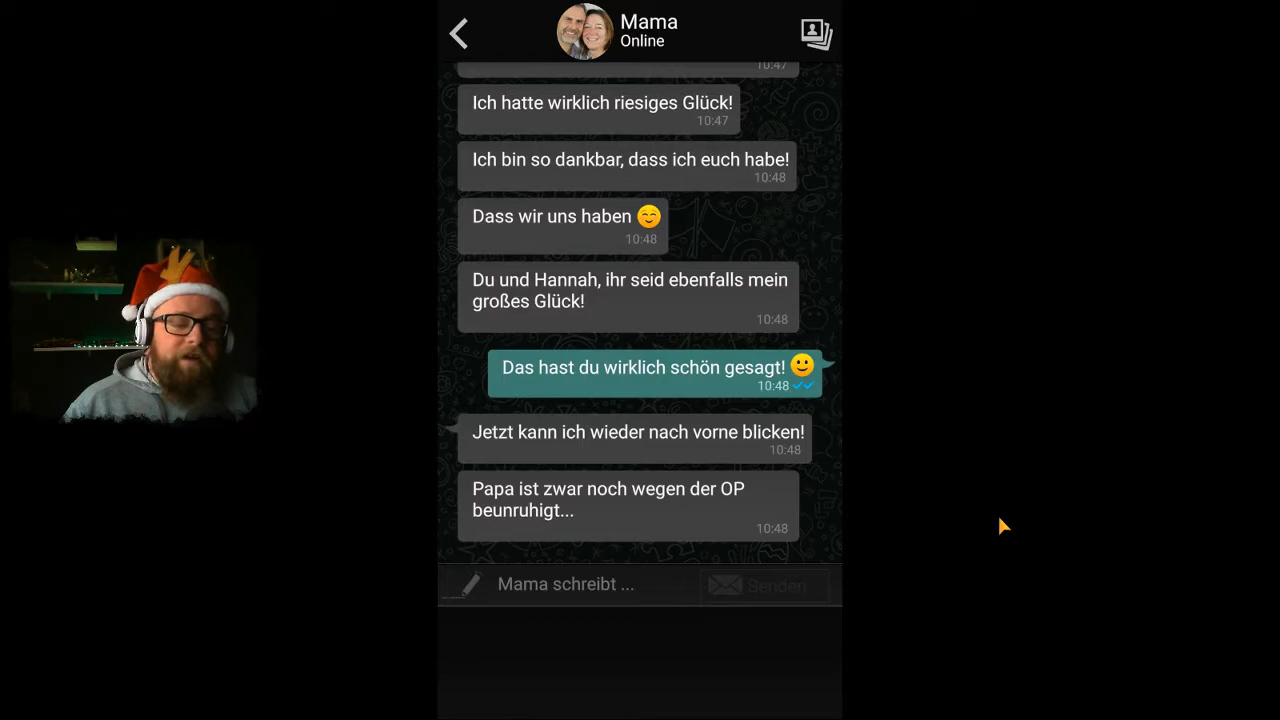 Mama
Online
10:47
Ich hatte wirklich riesiges Glück!
10:47
Ich bin so dankbar, dass ich euch habe!
10:48
Dass wir uns haben 😊
10:48
Du und Hannah, ihr seid ebenfalls mein
großes Glück!
10:48
Das hast du wirklich schön gesagt! 🙂
10:48
Jetzt kann ich wieder nach vorne blicken!
10:48
Papa ist zwar noch wegen der OP
beunruhigt...
10:48
Mama schreibt ...
Senden